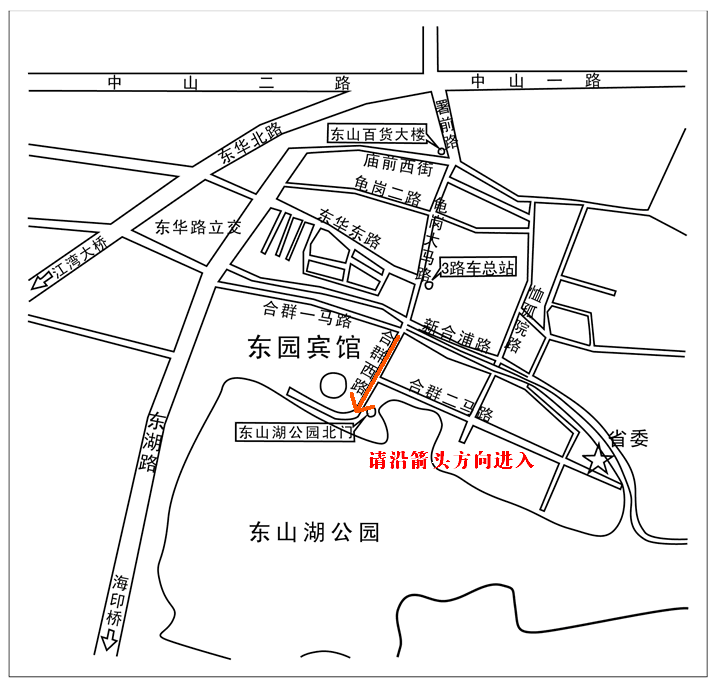 中山二路
中山一路
署前路
东华北路
东山百货大楼
庙前西街
龟岗二路
龟岗大马路
东华路立交
东华东路
江湾大桥
3路车总站
合群一马路
新合浦路
东园宾馆
合群西路
合群二马路
东湖路
东山湖公园北门
省委
请沿箭头方向进入
东山湖公园
海印桥